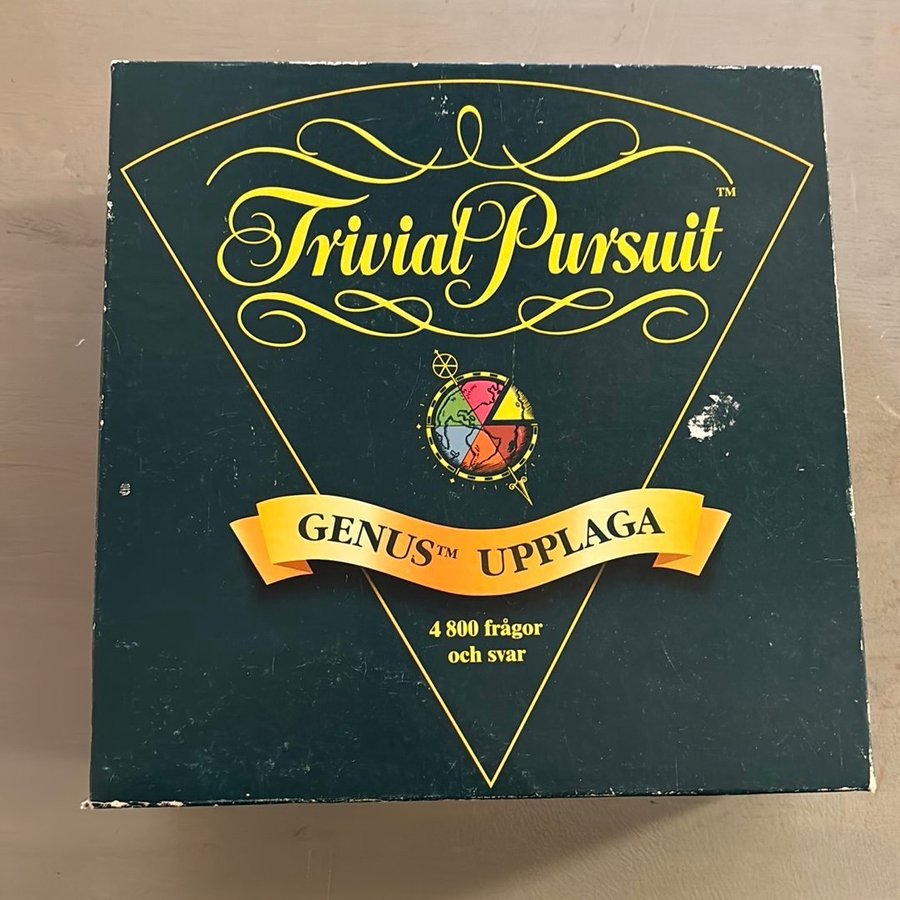 Trivial Pursuit™
GENUS™ UPPLAGA
4 800 frågor
och svar